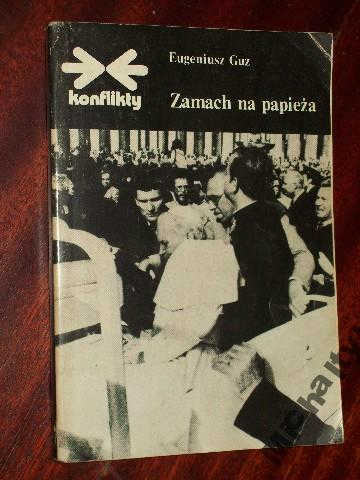 Eugeniusz Guz
konflikty
Zamach na papieża